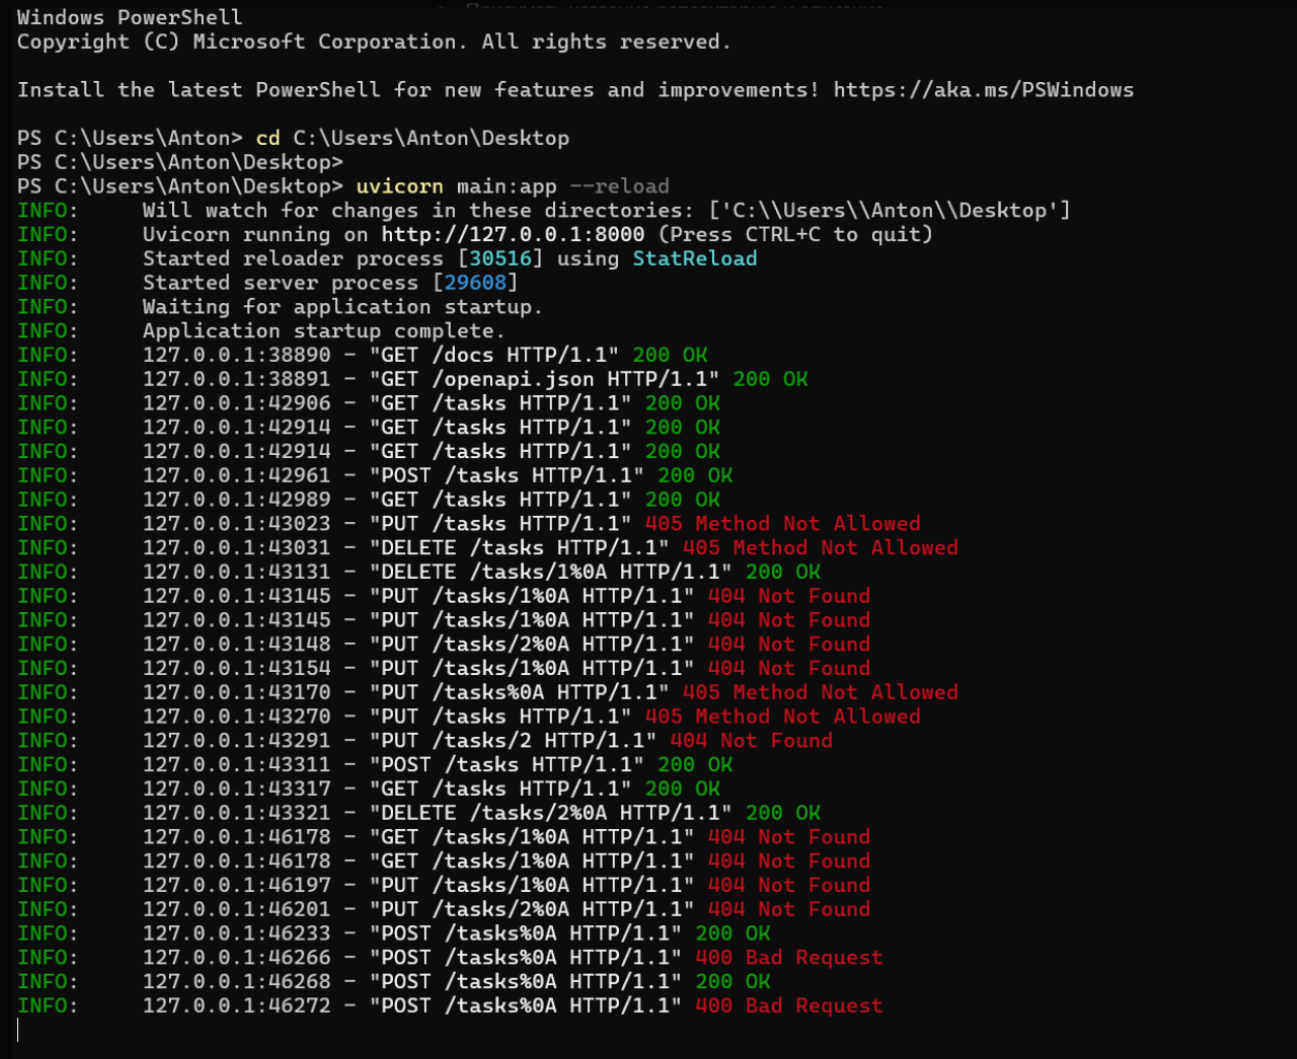 Windows PowerShell
Copyright (C) Microsoft Corporation. All rights reserved.
Install the latest PowerShell for new features and improvements! https://aka.ms/PSWindows
PS C:\Users\Anton> cd C:\Users\Anton\Desktop
PS C:\Users\Anton\Desktop>
PS C:\Users\Anton\Desktop> uvicorn main:app --reload
INFO:     Will watch for changes in these directories: ['C:\\Users\\Anton\\Desktop']
INFO:     Uvicorn running on http://127.0.0.1:8000 (Press CTRL+C to quit)
INFO:     Started reloader process [30516] using StatReload
INFO:     Started server process [29608]
INFO:     Waiting for application startup.
INFO:     Application startup complete.
INFO:     127.0.0.1:38890 - "GET /docs HTTP/1.1" 200 OK
INFO:     127.0.0.1:38891 - "GET /openapi.json HTTP/1.1" 200 OK
INFO:     127.0.0.1:42906 - "GET /tasks HTTP/1.1" 200 OK
INFO:     127.0.0.1:42914 - "GET /tasks HTTP/1.1" 200 OK
INFO:     127.0.0.1:42914 - "GET /tasks HTTP/1.1" 200 OK
INFO:     127.0.0.1:42961 - "POST /tasks HTTP/1.1" 200 OK
INFO:     127.0.0.1:42989 - "GET /tasks HTTP/1.1" 200 OK
INFO:     127.0.0.1:43023 - "PUT /tasks HTTP/1.1" 405 Method Not Allowed
INFO:     127.0.0.1:43031 - "DELETE /tasks HTTP/1.1" 405 Method Not Allowed
INFO:     127.0.0.1:43131 - "DELETE /tasks/1%0A HTTP/1.1" 200 OK
INFO:     127.0.0.1:43145 - "PUT /tasks/1%0A HTTP/1.1" 404 Not Found
INFO:     127.0.0.1:43145 - "PUT /tasks/1%0A HTTP/1.1" 404 Not Found
INFO:     127.0.0.1:43148 - "PUT /tasks/2%0A HTTP/1.1" 404 Not Found
INFO:     127.0.0.1:43154 - "PUT /tasks/1%0A HTTP/1.1" 404 Not Found
INFO:     127.0.0.1:43170 - "PUT /tasks%0A HTTP/1.1" 405 Method Not Allowed
INFO:     127.0.0.1:43270 - "PUT /tasks HTTP/1.1" 405 Method Not Allowed
INFO:     127.0.0.1:43291 - "PUT /tasks/2 HTTP/1.1" 404 Not Found
INFO:     127.0.0.1:43311 - "POST /tasks HTTP/1.1" 200 OK
INFO:     127.0.0.1:43317 - "GET /tasks HTTP/1.1" 200 OK
INFO:     127.0.0.1:43321 - "DELETE /tasks/2%0A HTTP/1.1" 200 OK
INFO:     127.0.0.1:46178 - "GET /tasks/1%0A HTTP/1.1" 404 Not Found
INFO:     127.0.0.1:46178 - "GET /tasks/1%0A HTTP/1.1" 404 Not Found
INFO:     127.0.0.1:46197 - "PUT /tasks/1%0A HTTP/1.1" 404 Not Found
INFO:     127.0.0.1:46201 - "PUT /tasks/2%0A HTTP/1.1" 404 Not Found
INFO:     127.0.0.1:46233 - "POST /tasks%0A HTTP/1.1" 200 OK
INFO:     127.0.0.1:46266 - "POST /tasks%0A HTTP/1.1" 400 Bad Request
INFO:     127.0.0.1:46268 - "POST /tasks%0A HTTP/1.1" 200 OK
INFO:     127.0.0.1:46272 - "POST /tasks%0A HTTP/1.1" 400 Bad Request